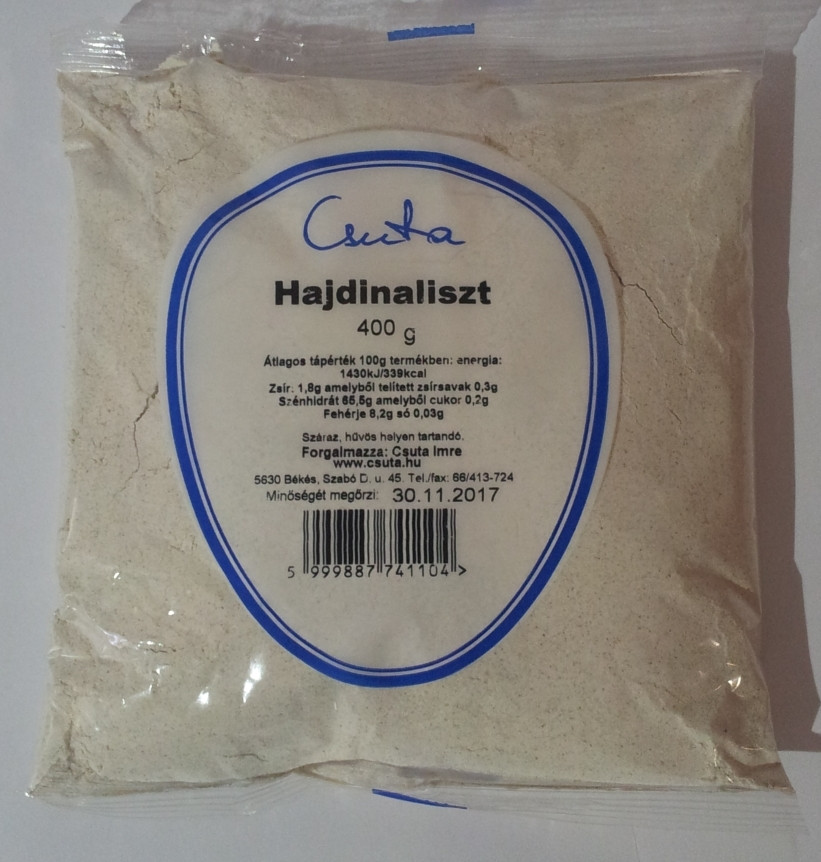 Csuta
Hajdinaliszt
400 g
Átlagos tápérték 100g termékben: energia:
1430kJ/339kcal
Zsír: 1,8g amelyből telített zsírsavak 0,3g
Szénhidrát 65,5g amelyből cukor 0,2g
Fehérje 8,2g só 0,03g
Száraz, hűvös helyen tartandó.
Forgalmazza: Csuta Imre
www.csuta.hu
5630 Békés, Szabó D. u. 45. Tel./fax: 66/413-724
Minőségét megőrzi: 30.11.2017
5 999887 741104 >